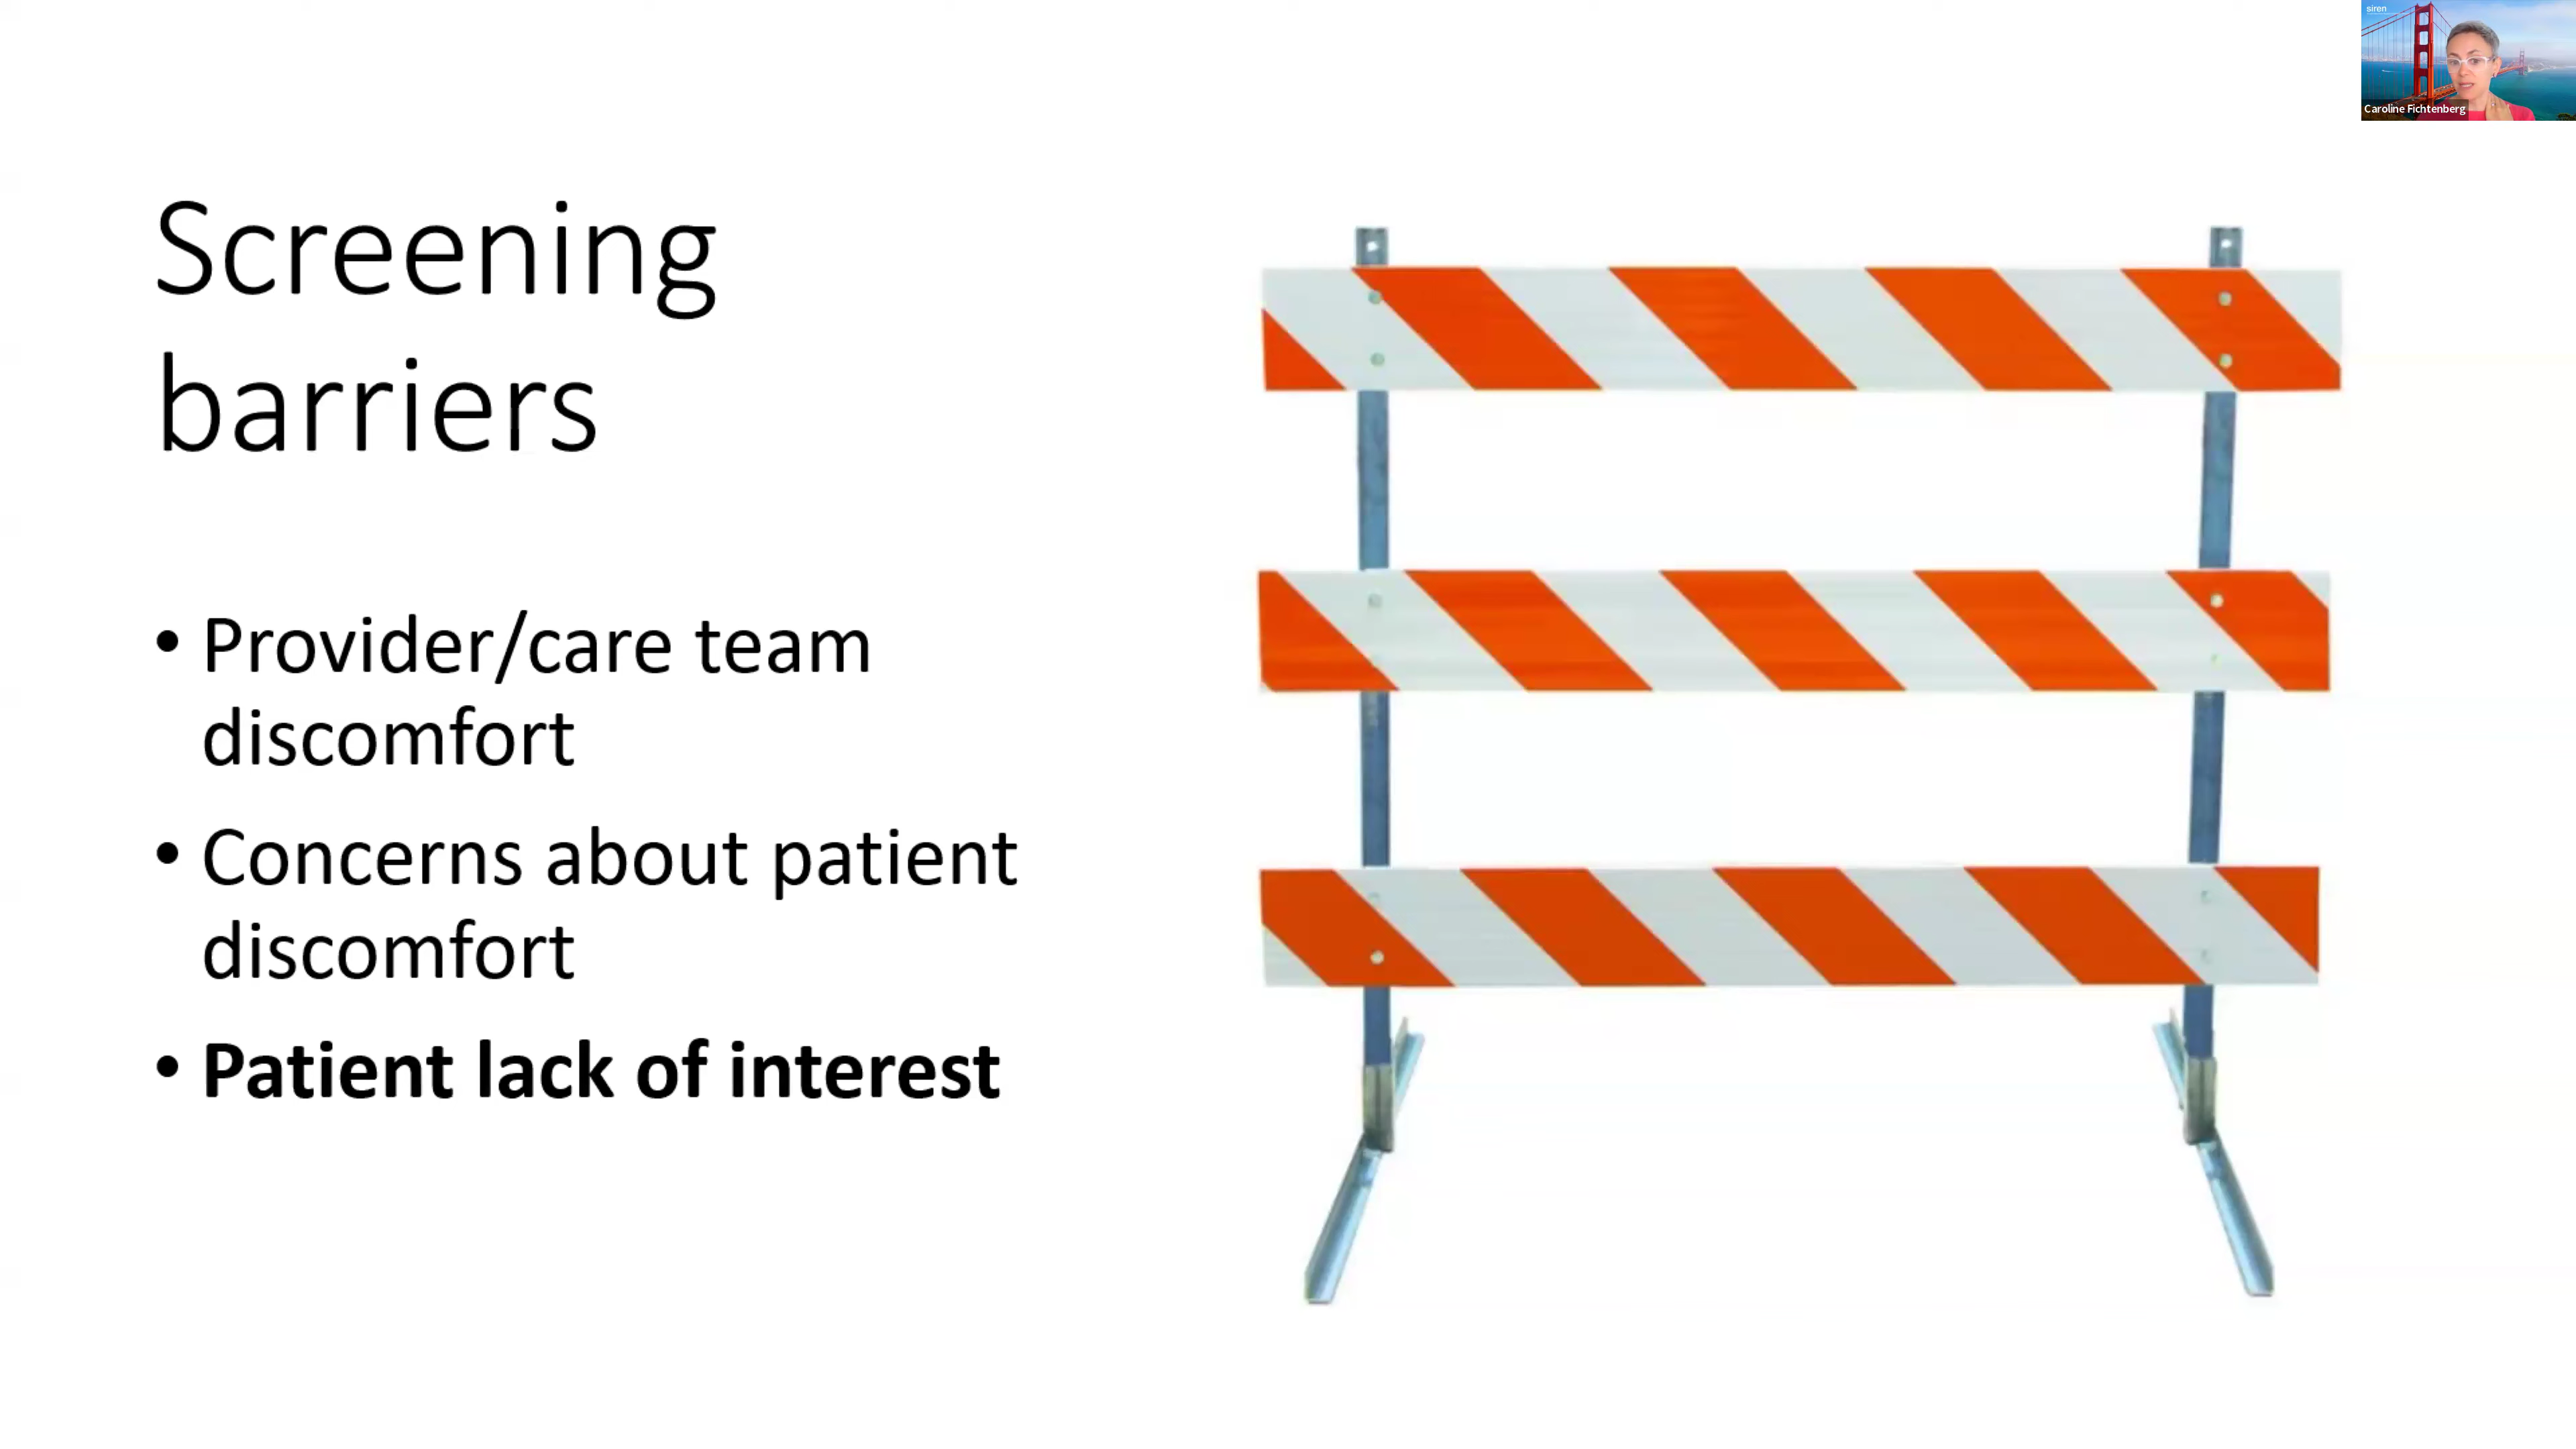 siren
Caroline Fichtenberg
Screening
barriers
• Provider/care team
discomfort
• Concerns about patient
discomfort
• Patient lack of interest